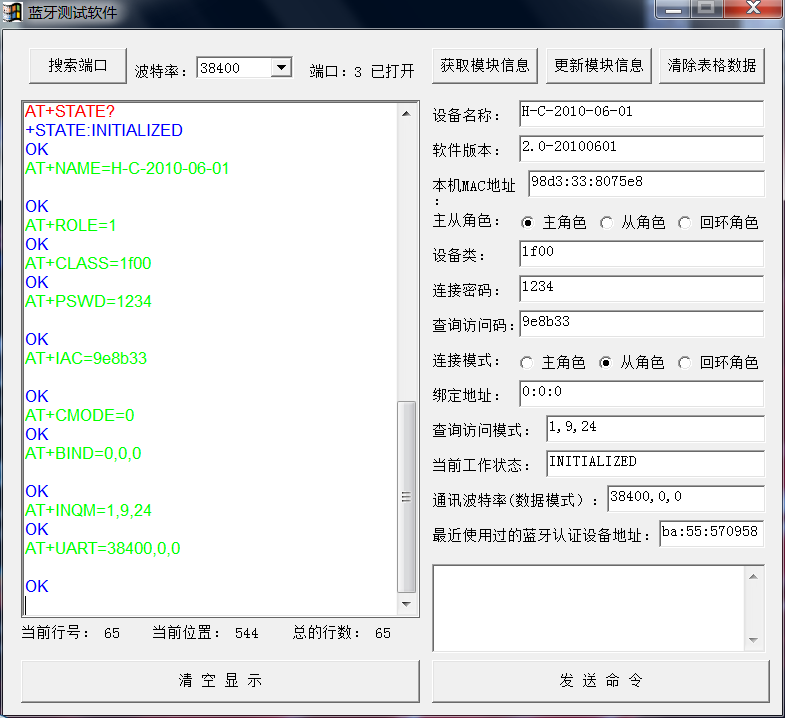 蓝牙测试软件
搜索端口 波特率: 38400 端口: 3 已打开 获取模块信息 更新模块信息 清除表格数据
AT+STATE?
+STATE:INITIALIZED
OK
AT+NAME=H-C-2010-06-01
OK
AT+ROLE=1
OK
AT+CLASS=1f00
OK
AT+PSWD=1234
OK
AT+IAC=9e8b33
OK
AT+CMODE=0
OK
AT+BIND=0,0,0
OK
AT+INQM=1,9,24
OK
AT+UART=38400,0,0
OK
当前行号: 65 当前位置: 544 总的行数: 65
清 空 显 示
设备名称: H-C-2010-06-01
软件版本: 2.0-20100601
本机MAC地址: 98d3:33:8075e8
主从角色: 主角色 从角色 回环角色
设备类: 1f00
连接密码: 1234
查询访问码: 9e8b33
连接模式: 主角色 从角色 回环角色
绑定地址: 0:0:0
查询访问模式: 1,9,24
当前工作状态: INITIALIZED
通讯波特率(数据模式): 38400,0,0
最近使用过的蓝牙认证设备地址: ba:55:570958
发 送 命 令